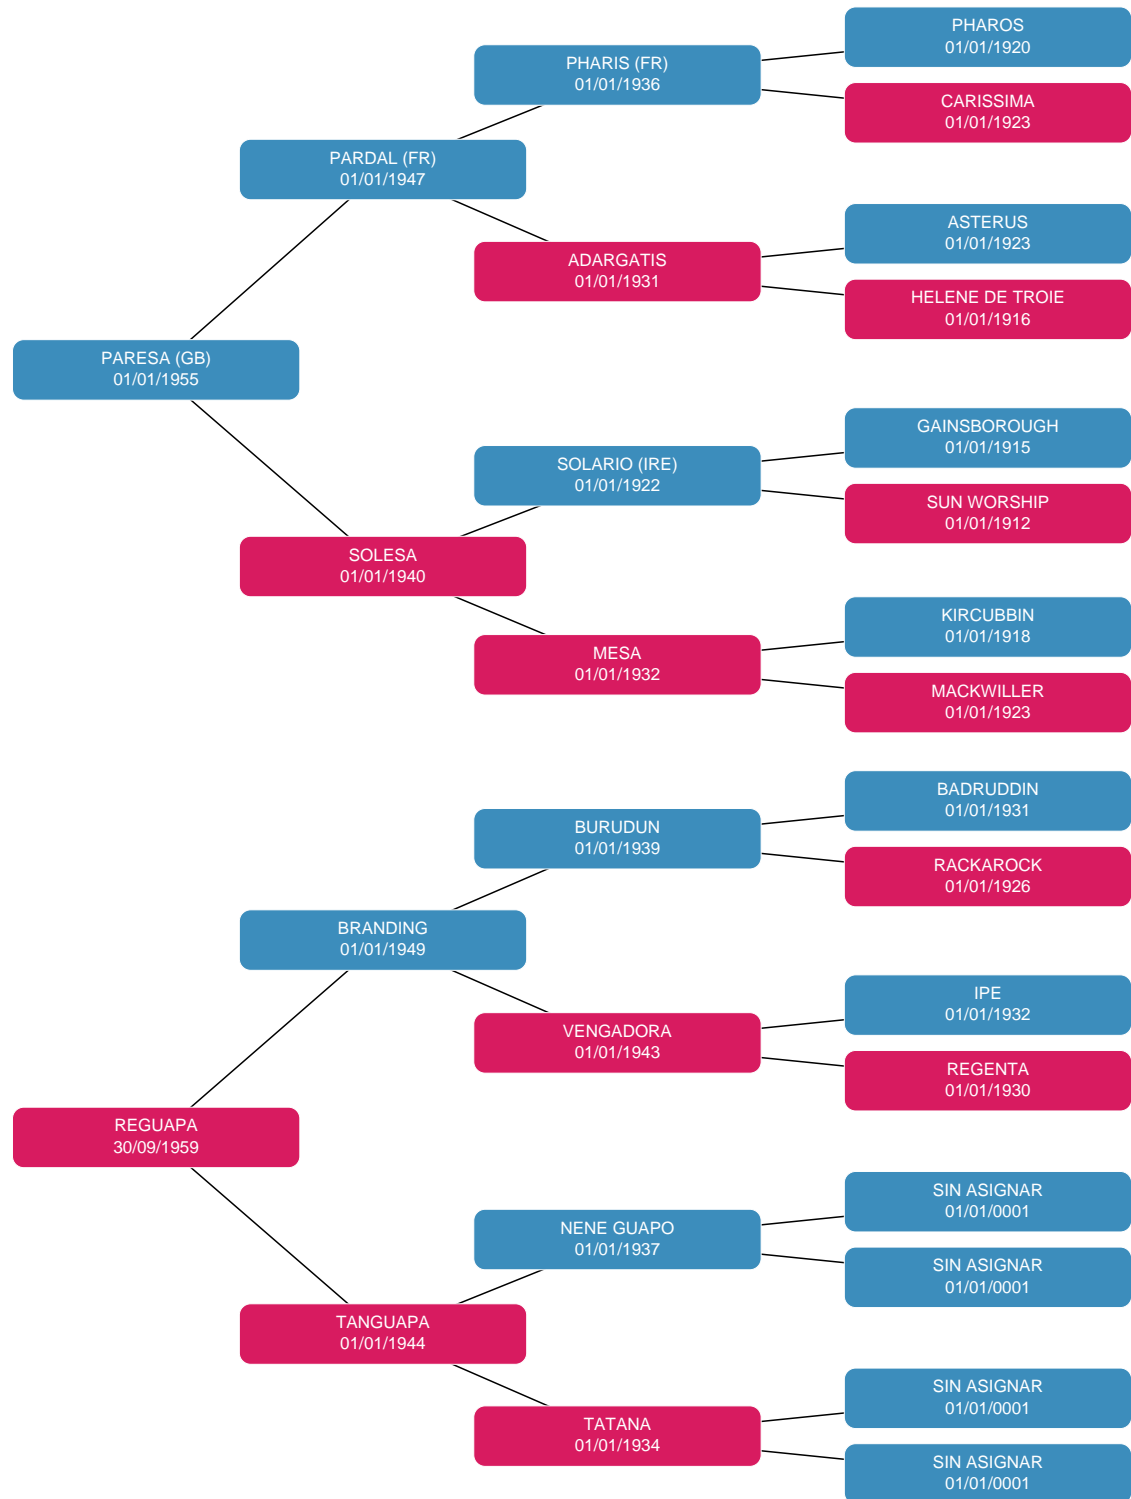 PHAROS
01/01/1920
PHARIS (FR)
01/01/1936
CARISSIMA
01/01/1923
PARDAL (FR)
01/01/1947
ASTERUS
01/01/1923
ADARGATIS
01/01/1931
HELENE DE TROIE
01/01/1916
PARESA (GB)
01/01/1955
GAINSBOROUGH
01/01/1915
SOLARIO (IRE)
01/01/1922
SUN WORSHIP
01/01/1912
SOLESA
01/01/1940
KIRCUBBIN
01/01/1918
MESA
01/01/1932
MACKWILLER
01/01/1923
BADRUDDIN
01/01/1931
BURUDUN
01/01/1939
RACKAROCK
01/01/1926
BRANDING
01/01/1949
IPE
01/01/1932
VENGADORA
01/01/1943
REGENTA
01/01/1930
REGUAPA
30/09/1959
SIN ASIGNAR
01/01/0001
NENE GUAPO
01/01/1937
SIN ASIGNAR
01/01/0001
TANGUAPA
01/01/1944
SIN ASIGNAR
01/01/0001
TATANA
01/01/1934
SIN ASIGNAR
01/01/0001